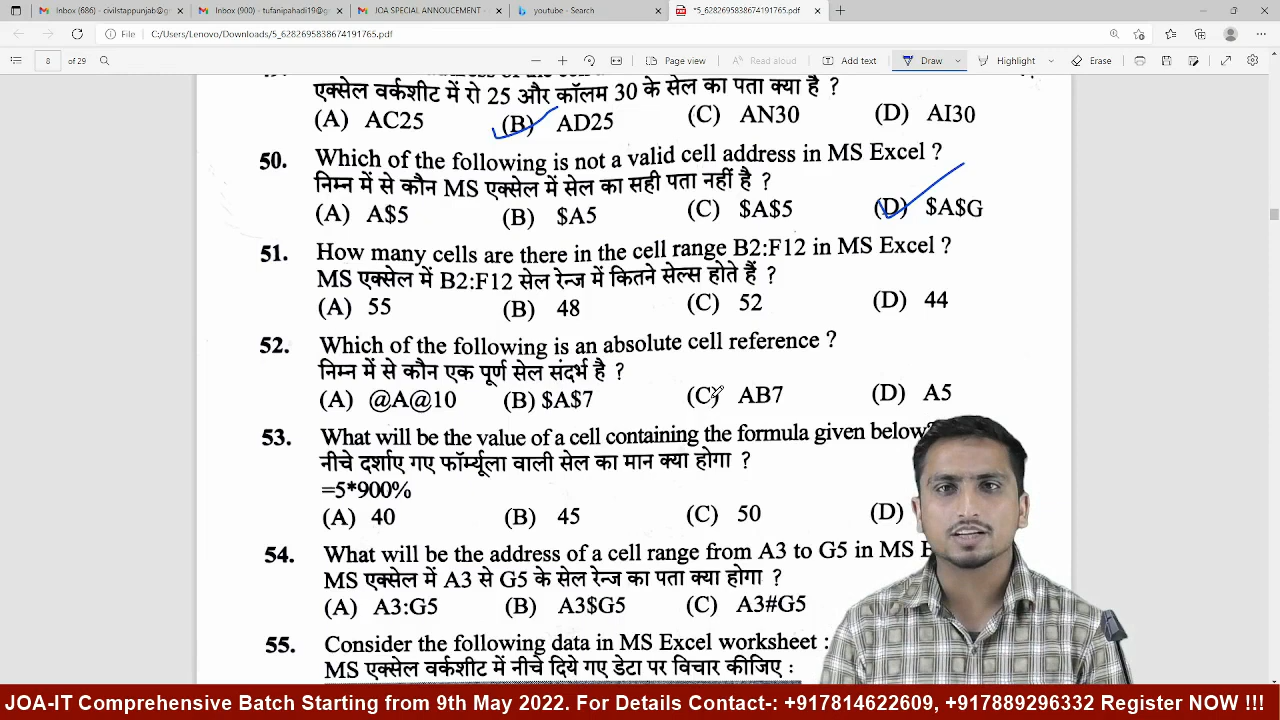 Inbox (686) - civilstappunjab@g
Inbox (900) - tufanipahadi19@g
JOA SPECIAL ANNOUCEMENT -
youtube - Search
*5_6282695838674191765.pdf
File C:/Users/Lenovo/Downloads/5_6282695838674191765.pdf
8 of 29
Page view
Add text
Draw
Highlight
Erase
एक्सेल वर्कशीट में रो 25 और कॉलम 30 के सेल का पता क्या है ?
(A) AC25 (B) AD25 (C) AN30 (D) AI30
50. Which of the following is not a valid cell address in MS Excel ?
निम्न में से कौन MS एक्सेल में सेल का सही पता नहीं है ?
(A) A$5 (B) $A5 (C) $A$5 (D) $A$G
51. How many cells are there in the cell range B2:F12 in MS Excel ?
MS एक्सेल में B2:F12 सेल रेन्ज में कितने सेल्स होते हैं ?
(A) 55 (B) 48 (C) 52 (D) 44
52. Which of the following is an absolute cell reference ?
निम्न में से कौन एक पूर्ण सेल संदर्भ है ?
(A) @A@10 (B) $A$7 (C) AB7 (D) A5
53. What will be the value of a cell containing the formula given below
नीचे दर्शाए गए फॉर्म्यूला वाली सेल का मान क्या होगा ?
=5*900%
(A) 40 (B) 45 (C) 50 (D)
54. What will be the address of a cell range from A3 to G5 in MS
MS एक्सेल में A3 से G5 के सेल रेन्ज का पता क्या होगा ?
(A) A3:G5 (B) A3$G5 (C) A3#G5
55. Consider the following data in MS Excel worksheet :
MS एक्सेल वर्कशीट में नीचे दिये गए डेटा पर विचार कीजिए :
JOA-IT Comprehensive Batch Starting from 9th May 2022. For Details Contact-: +917814622609, +917889296332 Register NOW !!!